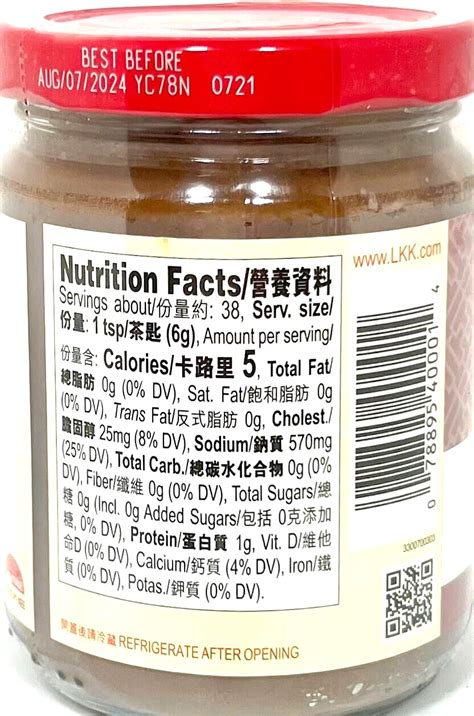 BEST BEFORE
AUG/07/2024 YC78N 0721
www.LKK.com
Nutrition Facts/營養資料
Servings about/份量約: 38, Serv. size/
份量: 1 tsp/茶匙 (6g), Amount per serving/
份量含: Calories/卡路里 5, Total Fat/
總脂肪 0g (0% DV), Sat. Fat/飽和脂肪 0g
(0% DV), Trans Fat/反式脂肪 0g, Cholest./
膽固醇 25mg (8% DV), Sodium/鈉質 570mg
(25% DV), Total Carb./總碳水化合物 0g (0%
DV), Fiber/纖維 0g (0% DV), Total Sugars/總
糖 0g (Incl. 0g Added Sugars/包括 0克添加
糖, 0% DV), Protein/蛋白質 1g, Vit. D/維他
命D (0% DV), Calcium/鈣質 (4% DV), Iron/鐵
質 (0% DV), Potas./鉀質 (0% DV).
0 78895 40001 4
3300700303
開蓋後請冷藏 REFRIGERATE AFTER OPENING